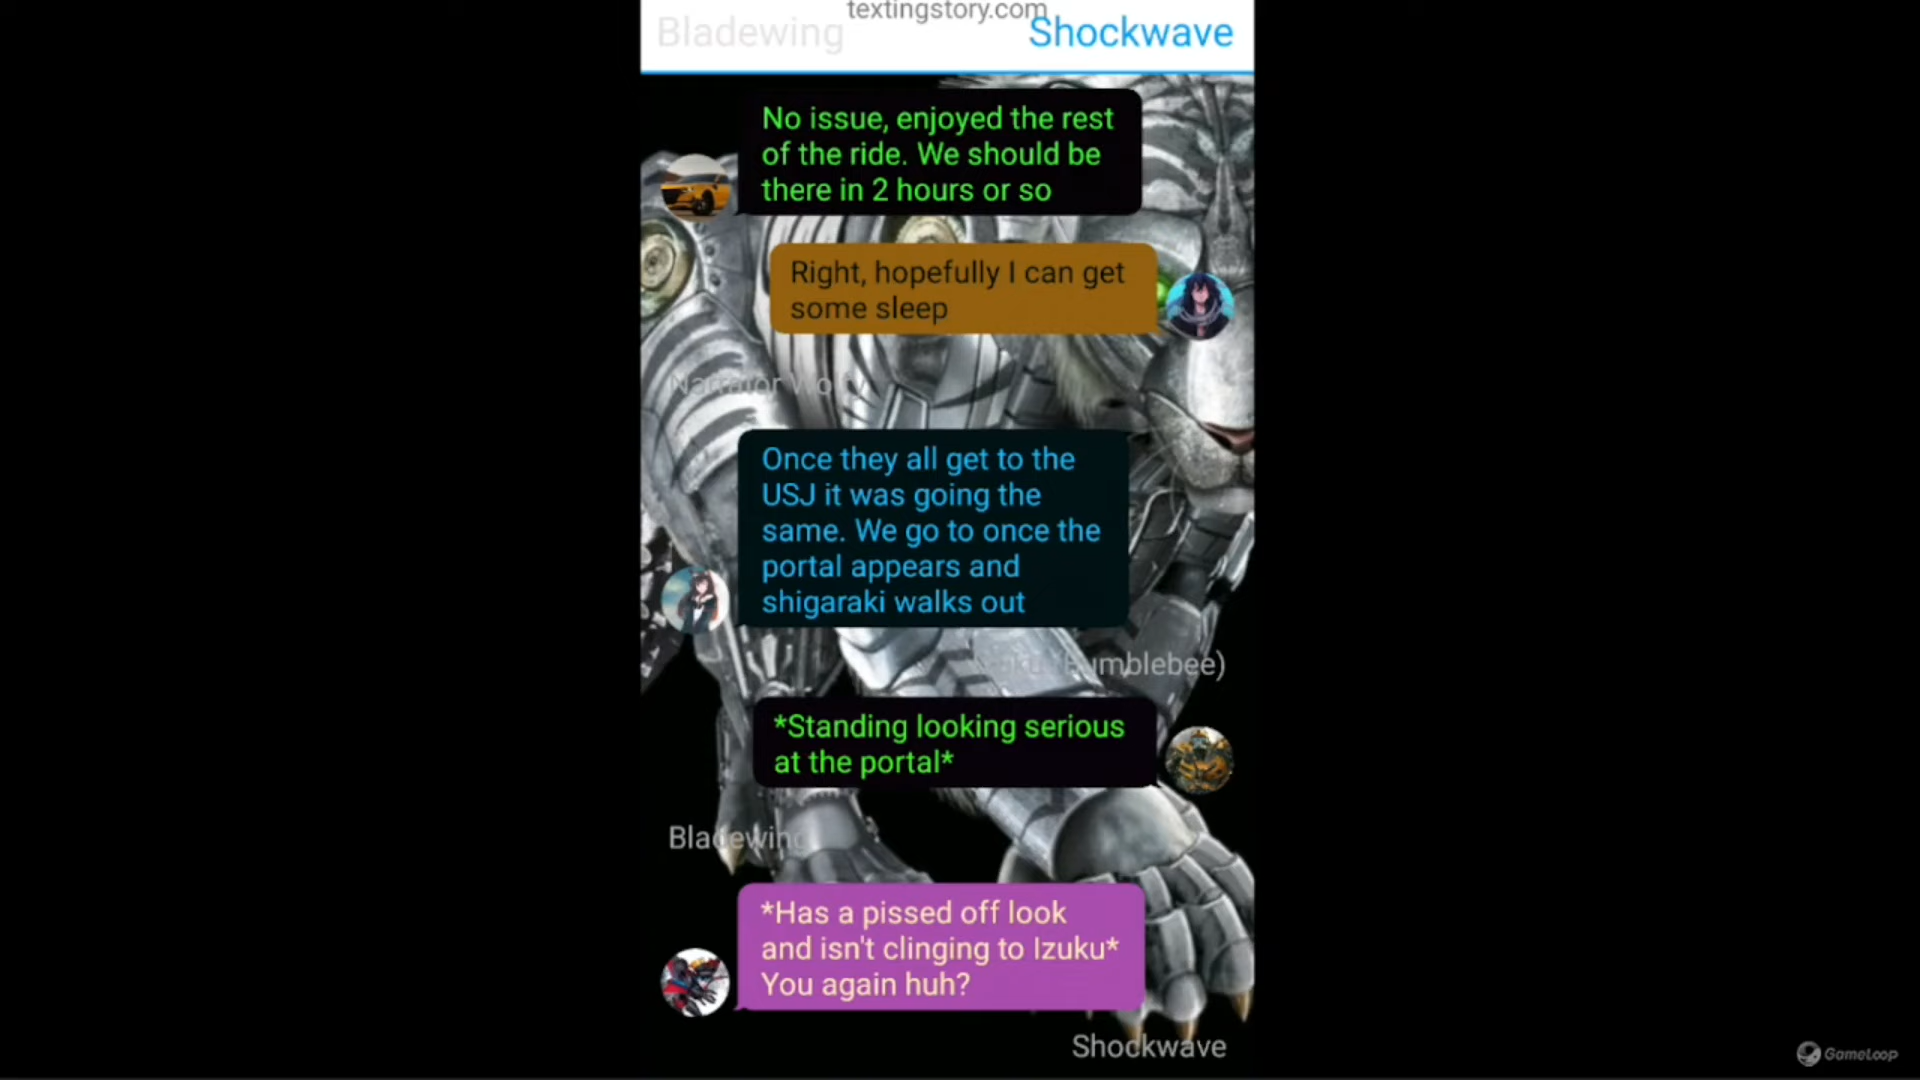 textingstory.com
Bladewing
Shockwave
No issue, enjoyed the rest
of the ride. We should be
there in 2 hours or so
Right, hopefully I can get
some sleep
Narrator
Once they all get to the
USJ it was going the
same. We go to once the
portal appears and
shigaraki walks out
(Bumblebee)
*Standing looking serious
at the portal*
Bladewing
*Has a pissed off look
and isn't clinging to Izuku*
You again huh?
Shockwave
GameLoop